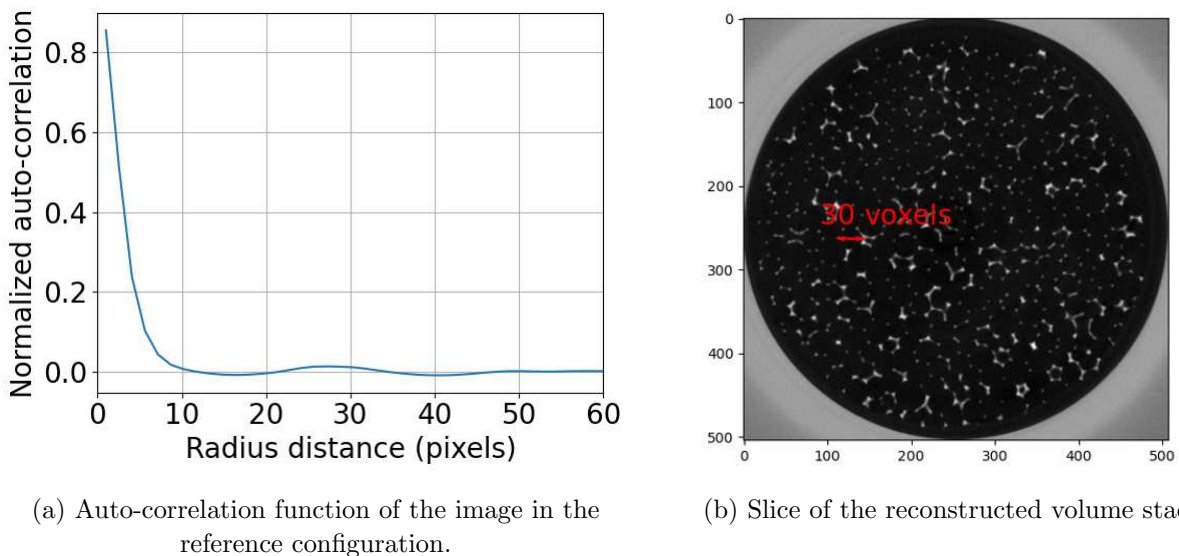 0.8
0.6
0.4
0.2
0.0
Normalized auto-correlation
0 10 20 30 40 50 60
Radius distance (pixels)
(a) Auto-correlation function of the image in the
reference configuration.
0
100
200
300
400
500
30 voxels
0 100 200 300 400 500
(b) Slice of the reconstructed volume